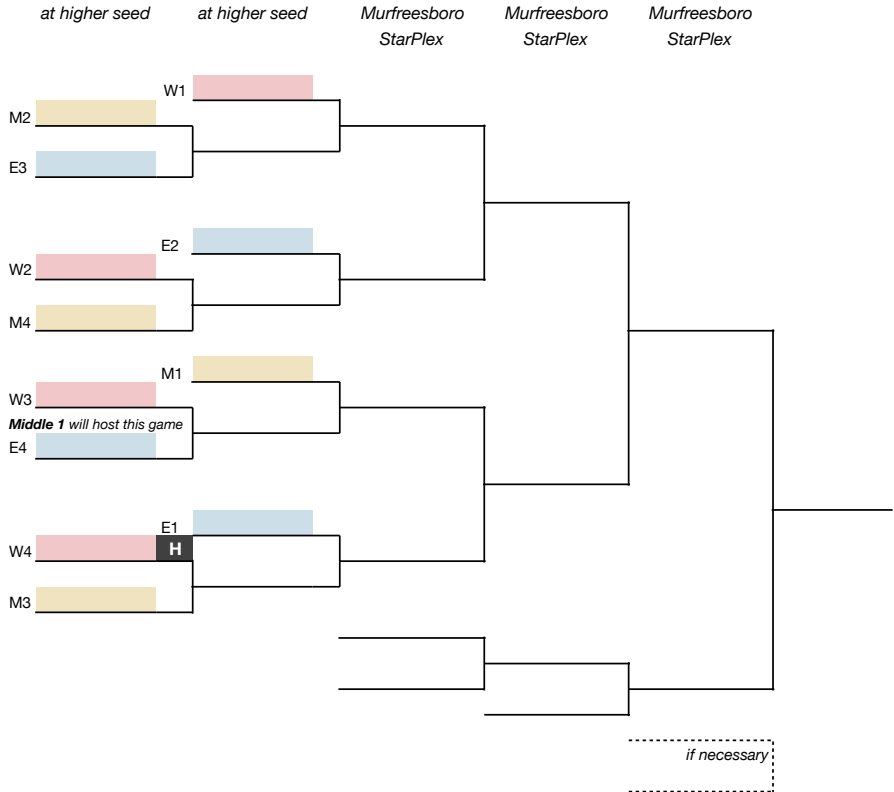 at higher seed
at higher seed
Murfreesboro
StarPlex
Murfreesboro
StarPlex
Murfreesboro
StarPlex
W1
M2
E3
E2
W2
M4
M1
W3
Middle 1 will host this game
E4
E1
W4
H
M3
if necessary